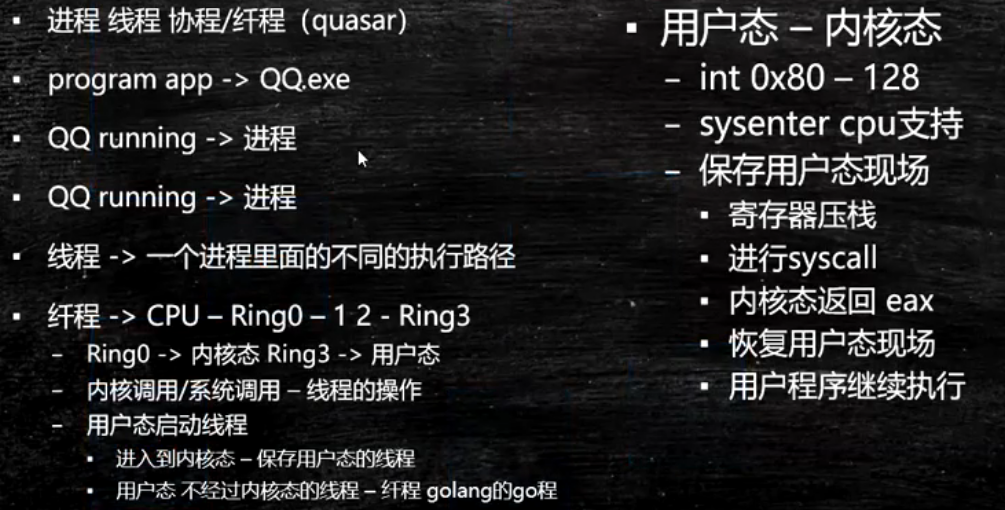 进程 线程 协程/纤程（quasar）
program app -> QQ.exe
QQ running -> 进程
QQ running -> 进程
线程 -> 一个进程里面的不同的执行路径
纤程 -> CPU – Ring0 – 1 2 - Ring3
– Ring0 -> 内核态 Ring3 -> 用户态
– 内核调用/系统调用 – 线程的操作
– 用户态启动线程
进入到内核态 – 保存用户态的线程
用户态 不经过内核态的线程 – 纤程 golang的go程
用户态 – 内核态
– int 0x80 – 128
– sysenter cpu支持
– 保存用户态现场
寄存器压栈
进行syscall
内核态返回 eax
恢复用户态现场
用户程序继续执行